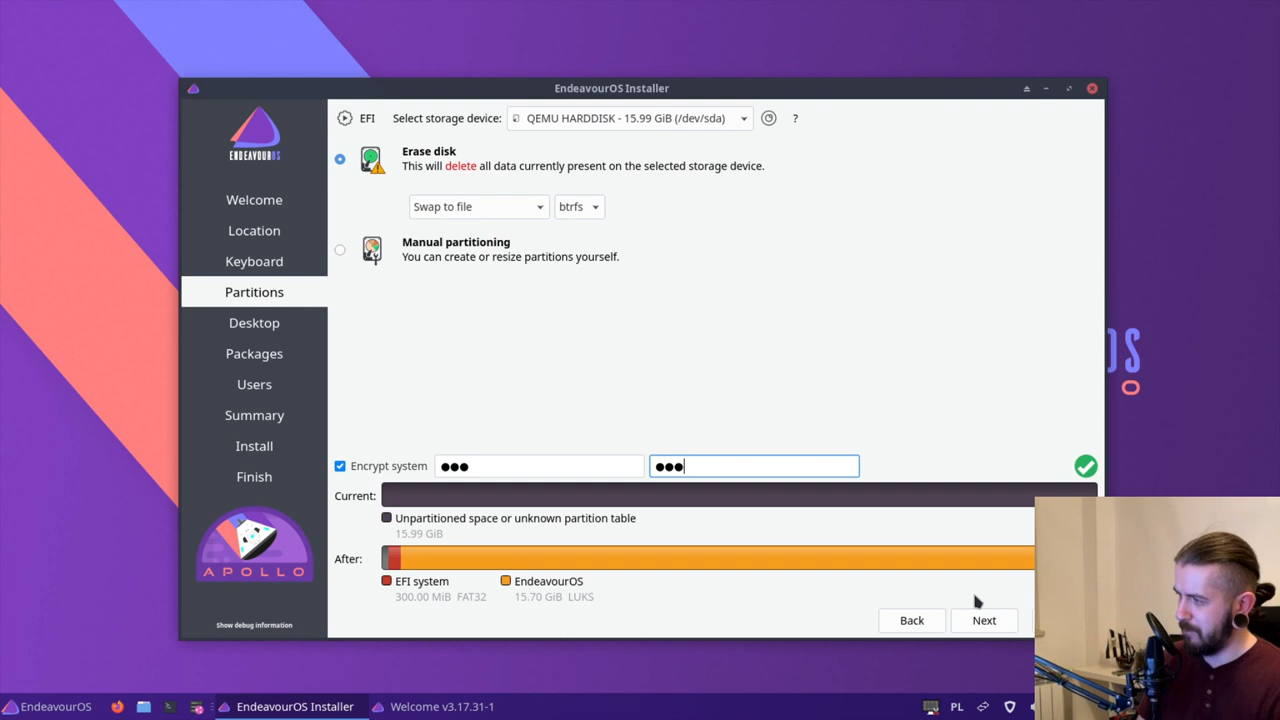 EndeavourOS Installer
ENDEAVOUROS
EFI
Select storage device:
QEMU HARDDISK - 15.99 GiB (/dev/sda)
?
Erase disk
This will delete all data currently present on the selected storage device.
Swap to file
btrfs
Manual partitioning
You can create or resize partitions yourself.
Welcome
Location
Keyboard
Partitions
Desktop
Packages
Users
Summary
Install
Finish
APOLLO
Show debug information
Encrypt system
●●●
●●●
Current:
Unpartitioned space or unknown partition table
15.99 GiB
After:
EFI system
300.00 MiB FAT32
EndeavourOS
15.70 GiB LUKS
Back
Next
OS
O
EndeavourOS
EndeavourOS Installer
Welcome v3.17.31-1
PL